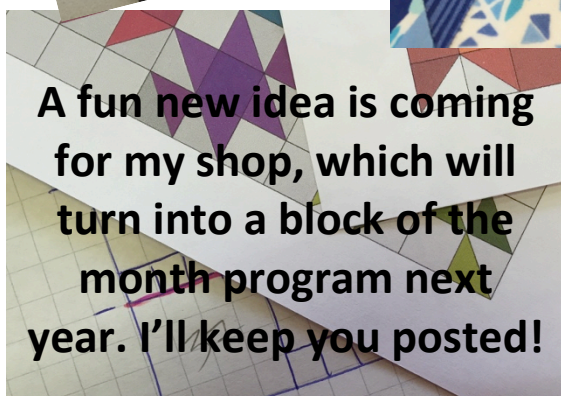 A fun new idea is coming
for my shop, which will
turn into a block of the
month program next
year. I'll keep you posted!